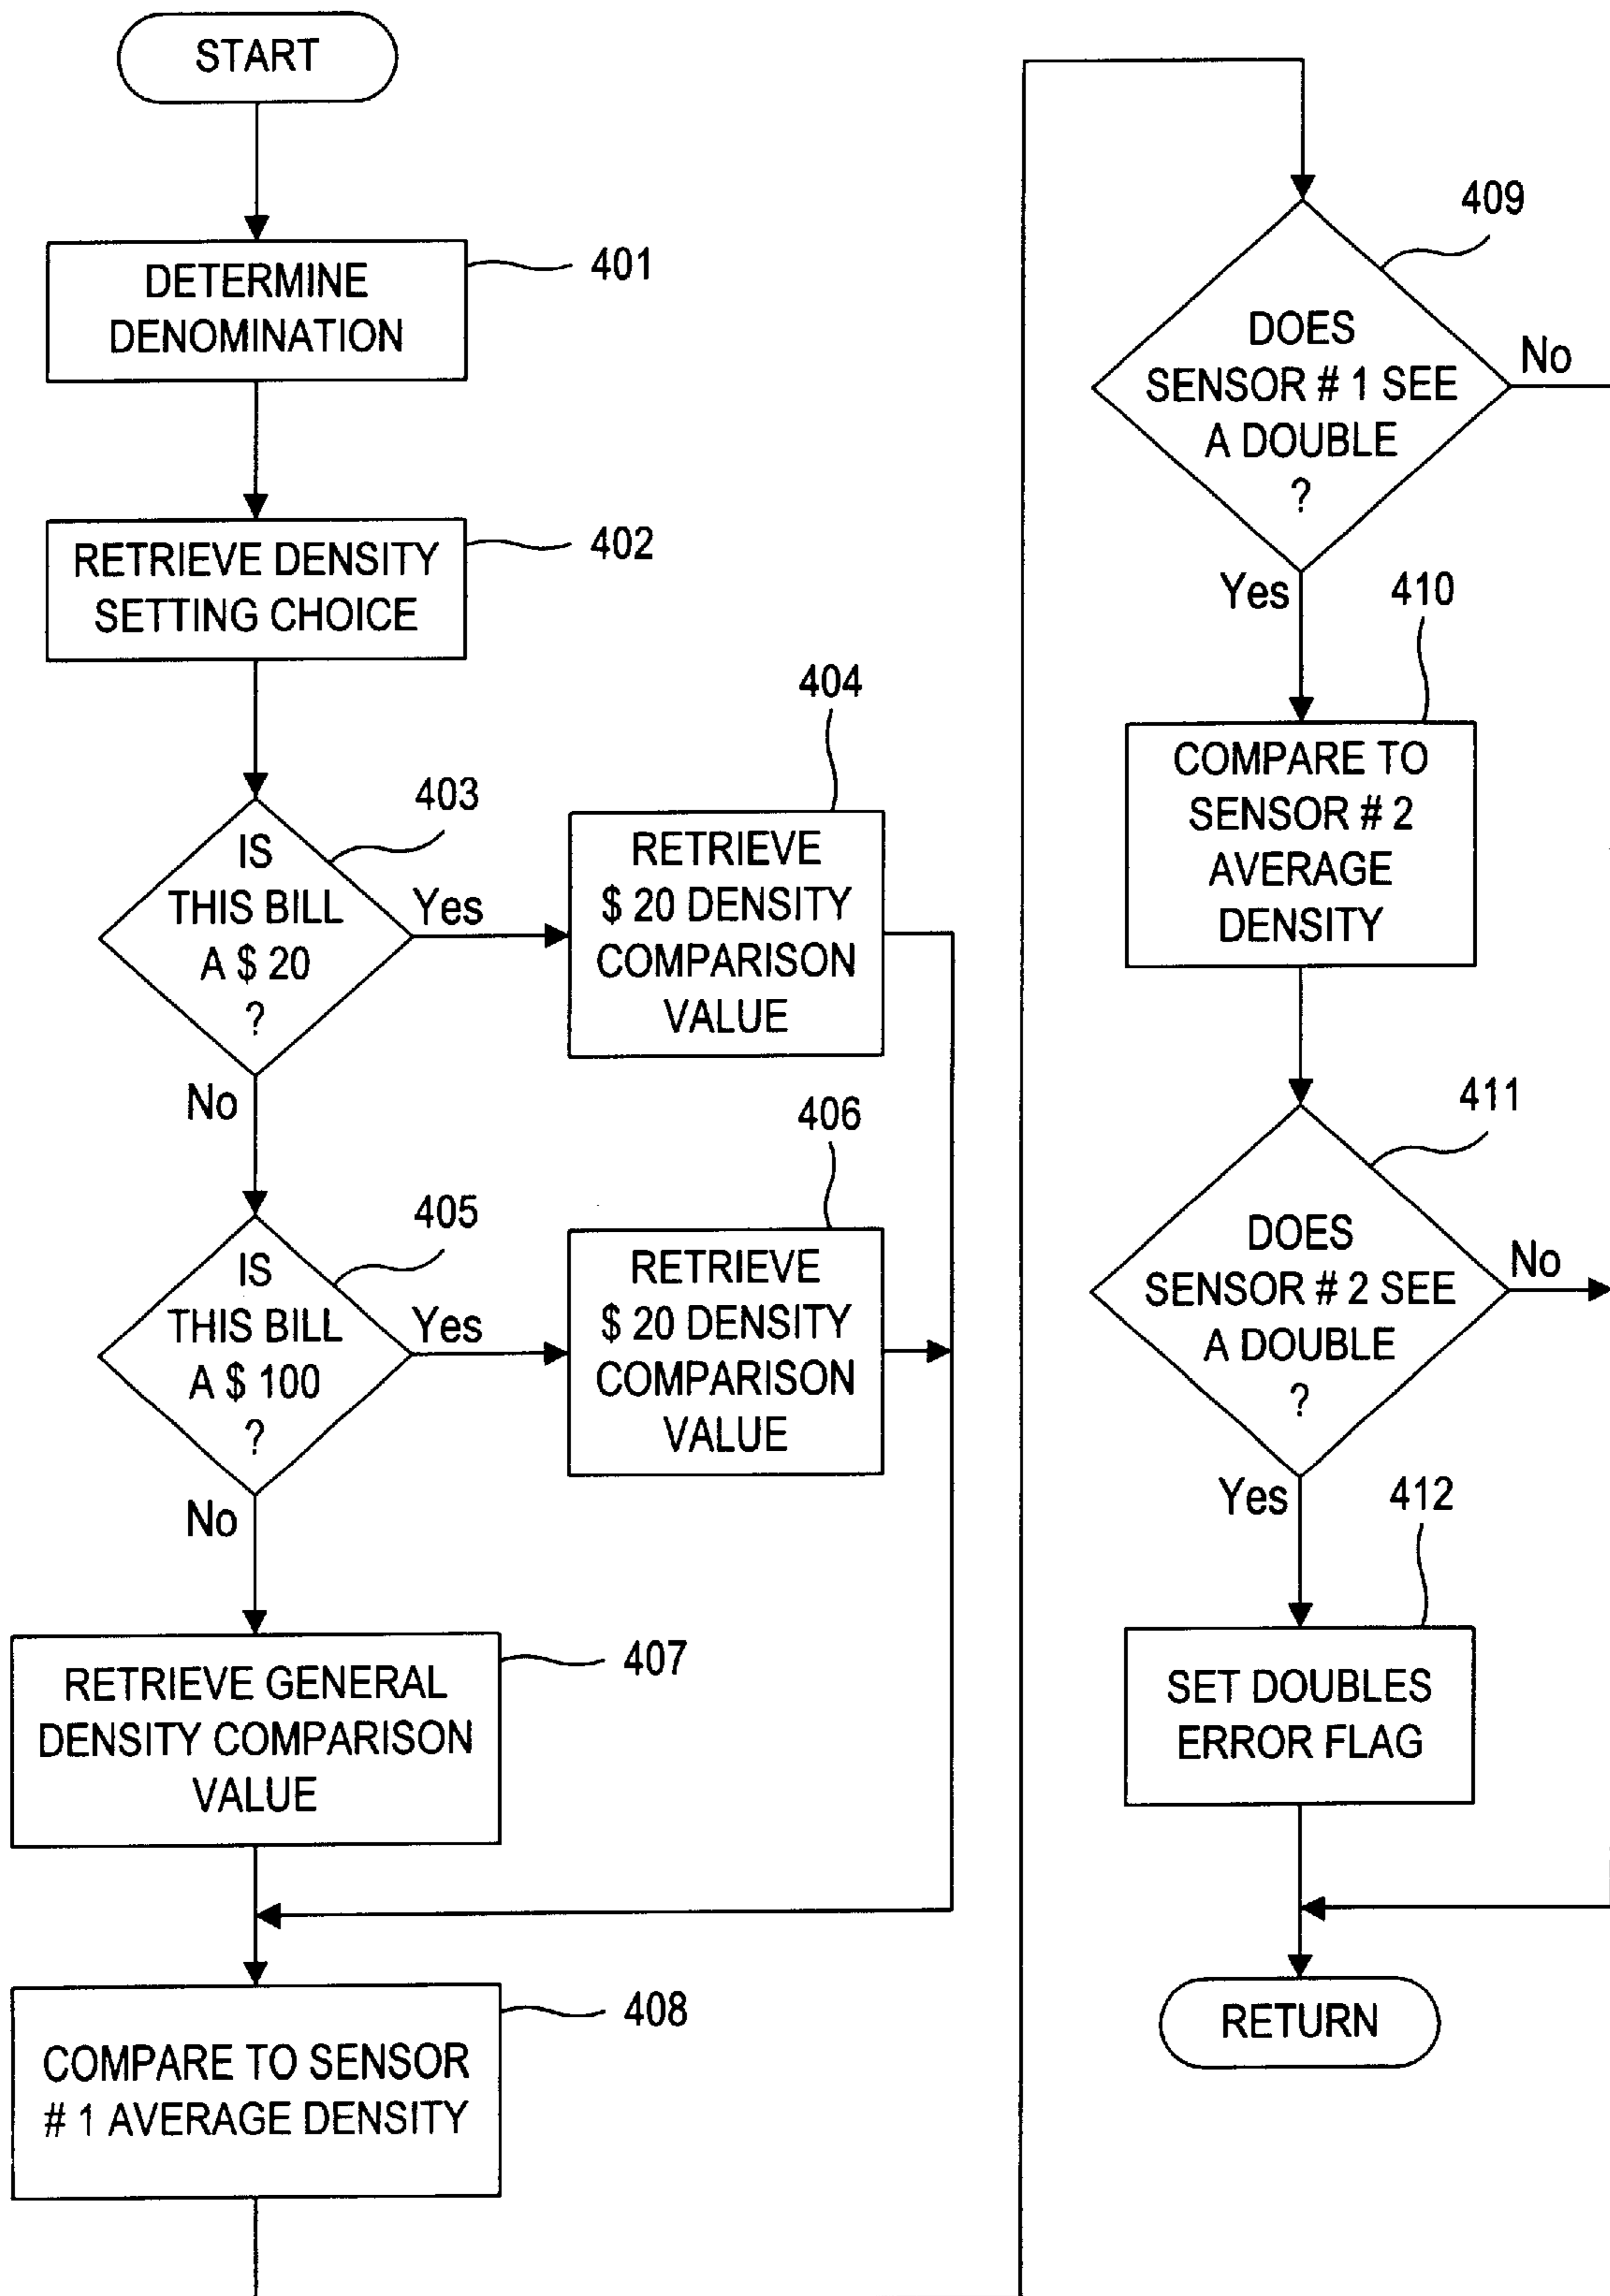 START
DETERMINE
DENOMINATION
401
RETRIEVE DENSITY
SETTING CHOICE
402
IS
THIS BILL
A $ 20
?
403
Yes
No
RETRIEVE
$ 20 DENSITY
COMPARISON
VALUE
404
IS
THIS BILL
A $ 100
?
405
Yes
No
RETRIEVE
$ 20 DENSITY
COMPARISON
VALUE
406
RETRIEVE GENERAL
DENSITY COMPARISON
VALUE
407
COMPARE TO SENSOR
# 1 AVERAGE DENSITY
408
DOES
SENSOR # 1 SEE
A DOUBLE
?
409
No
Yes
COMPARE TO
SENSOR # 2
AVERAGE
DENSITY
410
DOES
SENSOR # 2 SEE
A DOUBLE
?
411
No
Yes
SET DOUBLES
ERROR FLAG
412
RETURN